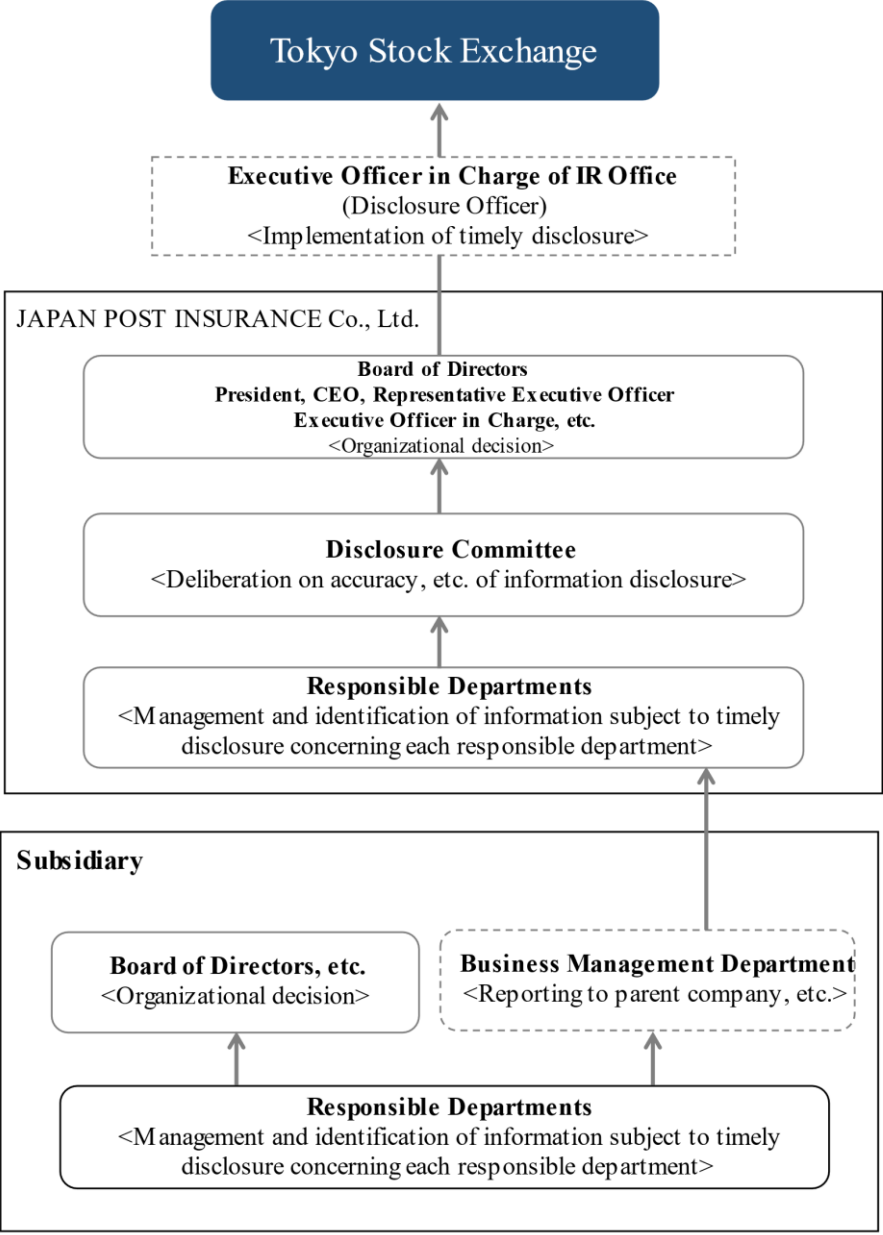 Tokyo Stock Exchange
Executive Officer in Charge of IR Office
(Disclosure Officer)
<Implementation of timely disclosure>
JAPAN POST INSURANCE Co., Ltd.
Board of Directors
President, CEO, Representative Executive Officer
Executive Officer in Charge, etc.
<Organizational decision>
Disclosure Committee
<Deliberation on accuracy, etc. of information disclosure>
Responsible Departments
<Management and identification of information subject to timely
disclosure concerning each responsible department>
Subsidiary
Board of Directors, etc.
<Organizational decision>
Business Management Department
<Reporting to parent company, etc.>
Responsible Departments
<Management and identification of information subject to timely
disclosure concerning each responsible department>